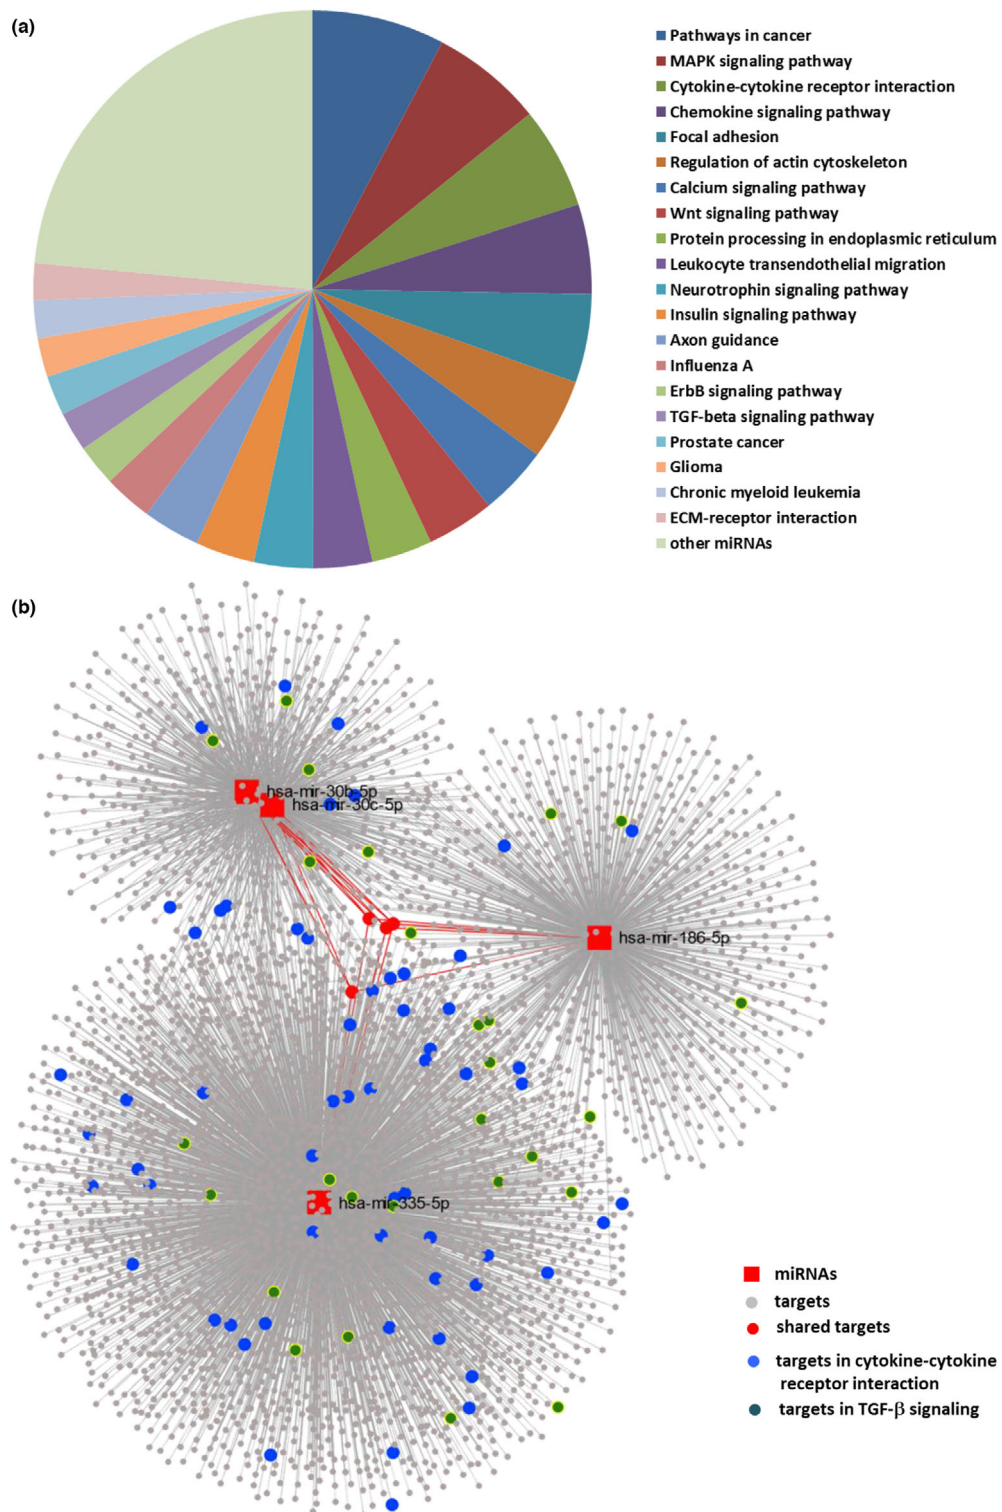 (a)
Pathways in cancer
MAPK signaling pathway
Cytokine-cytokine receptor interaction
Chemokine signaling pathway
Focal adhesion
Regulation of actin cytoskeleton
Calcium signaling pathway
Wnt signaling pathway
Protein processing in endoplasmic reticulum
Leukocyte transendothelial migration
Neurotrophin signaling pathway
Insulin signaling pathway
Axon guidance
Influenza A
ErbB signaling pathway
TGF-beta signaling pathway
Prostate cancer
Glioma
Chronic myeloid leukemia
ECM-receptor interaction
other miRNAs
(b)
hsa-mir-30b-5p
hsa-mir-30c-5p
hsa-mir-186-5p
hsa-mir-335-5p
miRNAs
targets
shared targets
targets in cytokine-cytokine
receptor interaction
targets in TGF-β signaling